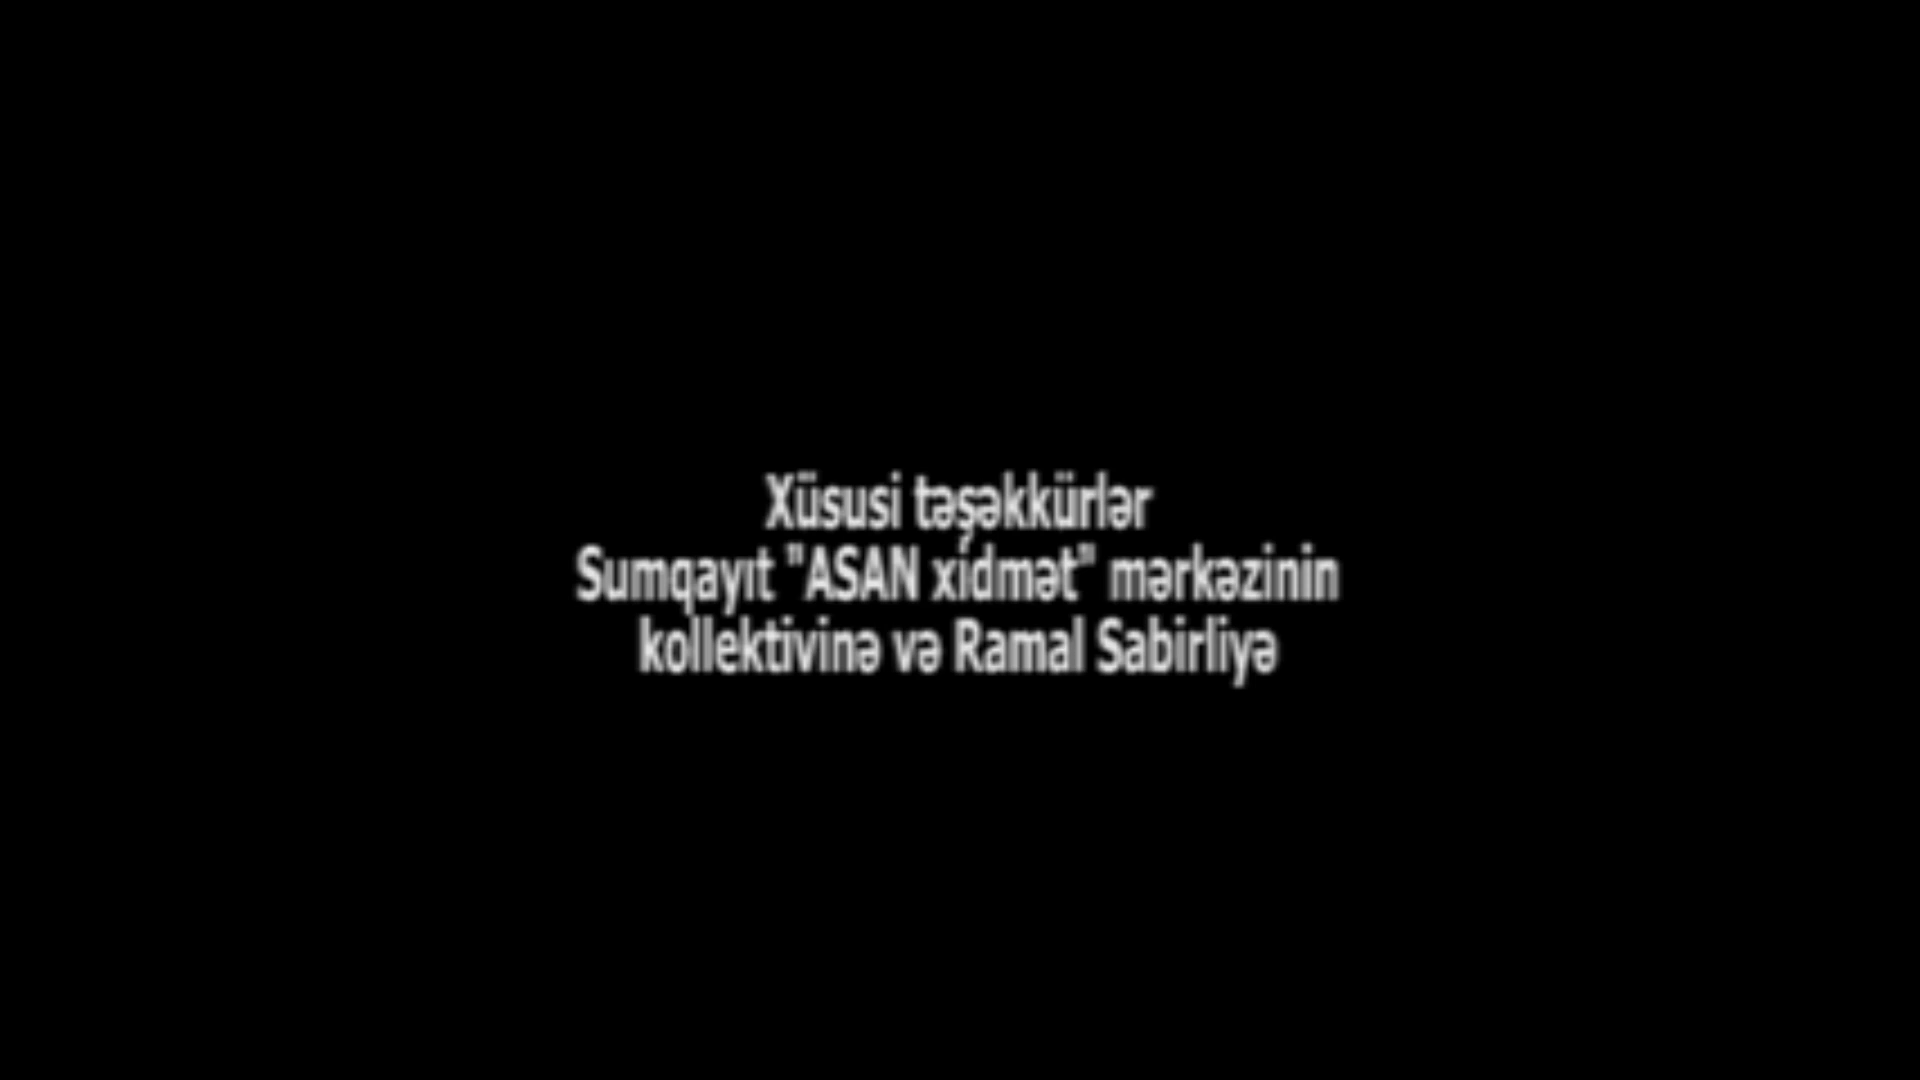 Xüsusi təşəkkürlər
Sumqayıt "ASAN xidmət" mərkəzinin
kollektivinə və Ramal Sabirliyə